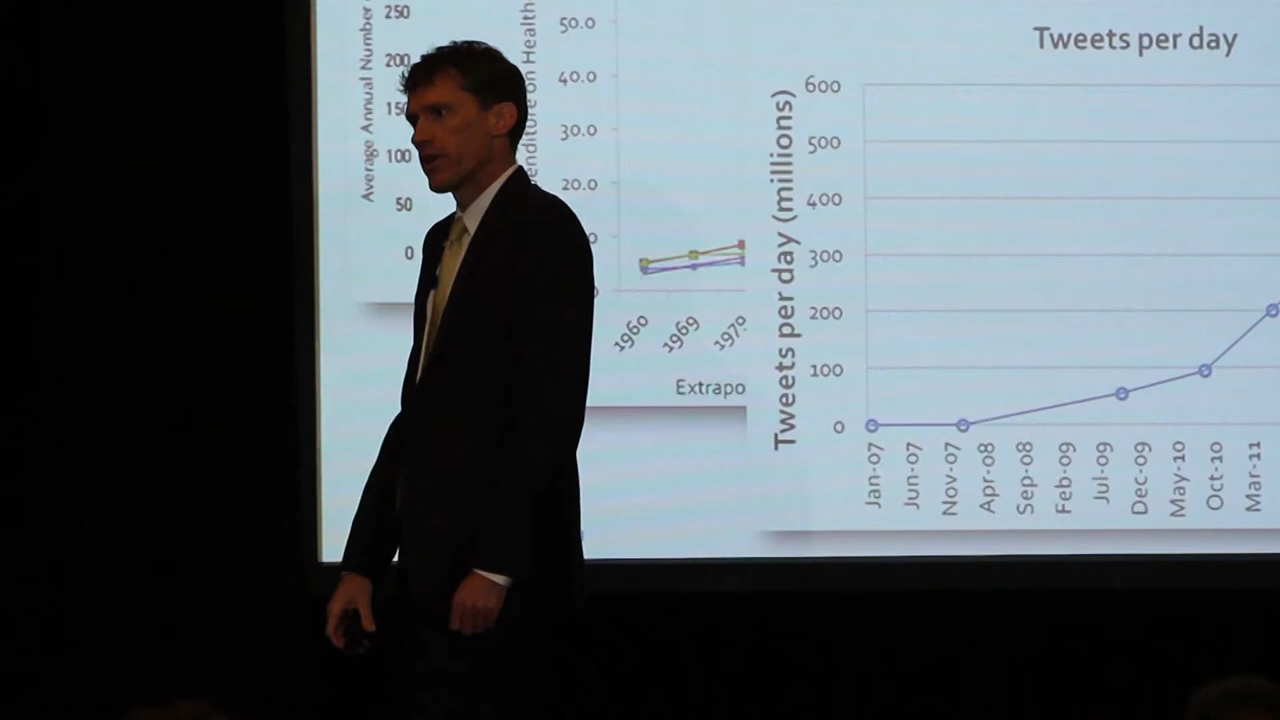 Average Annual Number
250
200
150
100
50
0
enditure on Health
50.0
40.0
30.0
20.0
1960
1969
1979
Extrapo
Tweets per day
Tweets per day (millions)
600
500
400
300
200
100
0
Jan-07
Jun-07
Nov-07
Apr-08
Sep-08
Feb-09
Jul-09
Dec-09
May-10
Oct-10
Mar-11